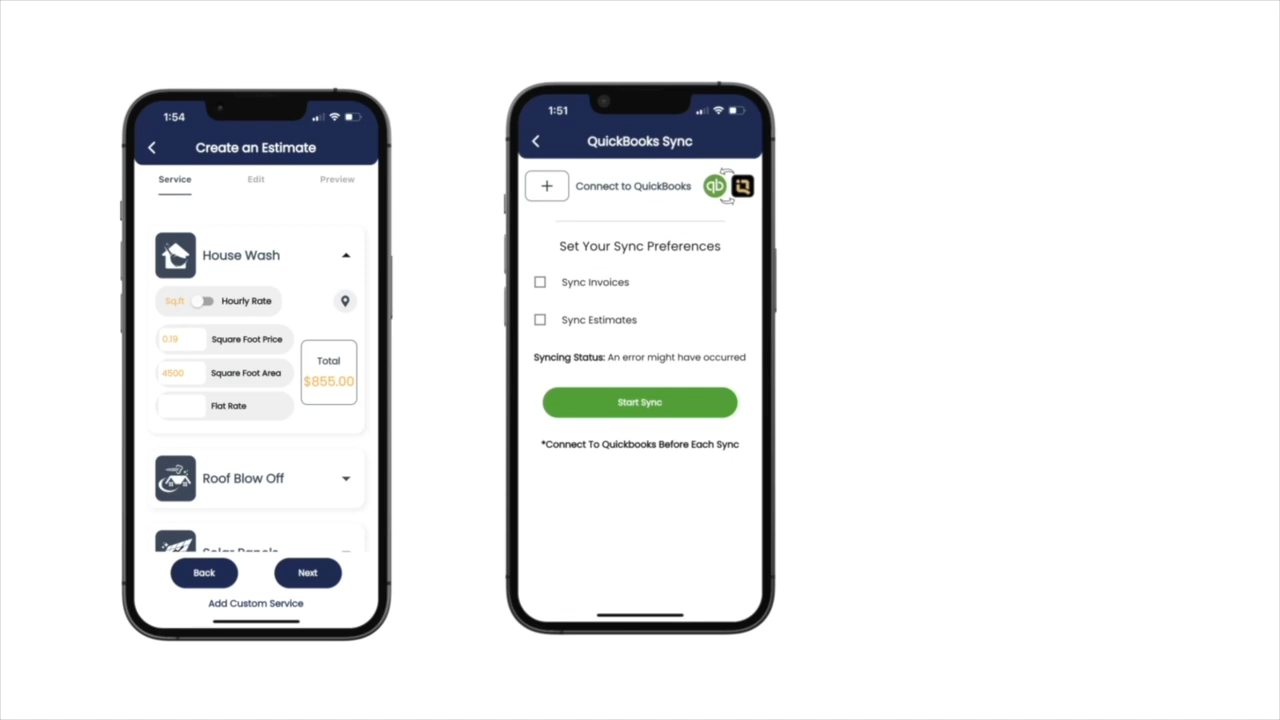 1:54
Create an Estimate
Service Edit Preview
House Wash
Sq.ft Hourly Rate
0.19 Square Foot Price
4500 Square Foot Area
Flat Rate
Total
$855.00
Roof Blow Off
Solar Panels
Back Next
Add Custom Service
1:51
QuickBooks Sync
+ Connect to QuickBooks qb
Set Your Sync Preferences
Sync Invoices
Sync Estimates
Syncing Status: An error might have occurred
Start Sync
*Connect To Quickbooks Before Each Sync